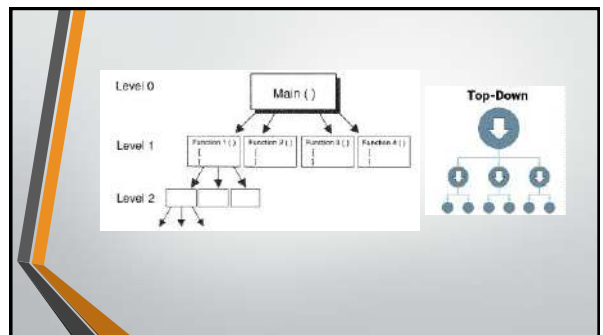 Level 0
Main ( )
Top-Down
Level 1
Function 1 ( )
{
}
Function 2 ( )
{
}
Function 3 ( )
{
}
Function 4 ( )
{
}
Level 2